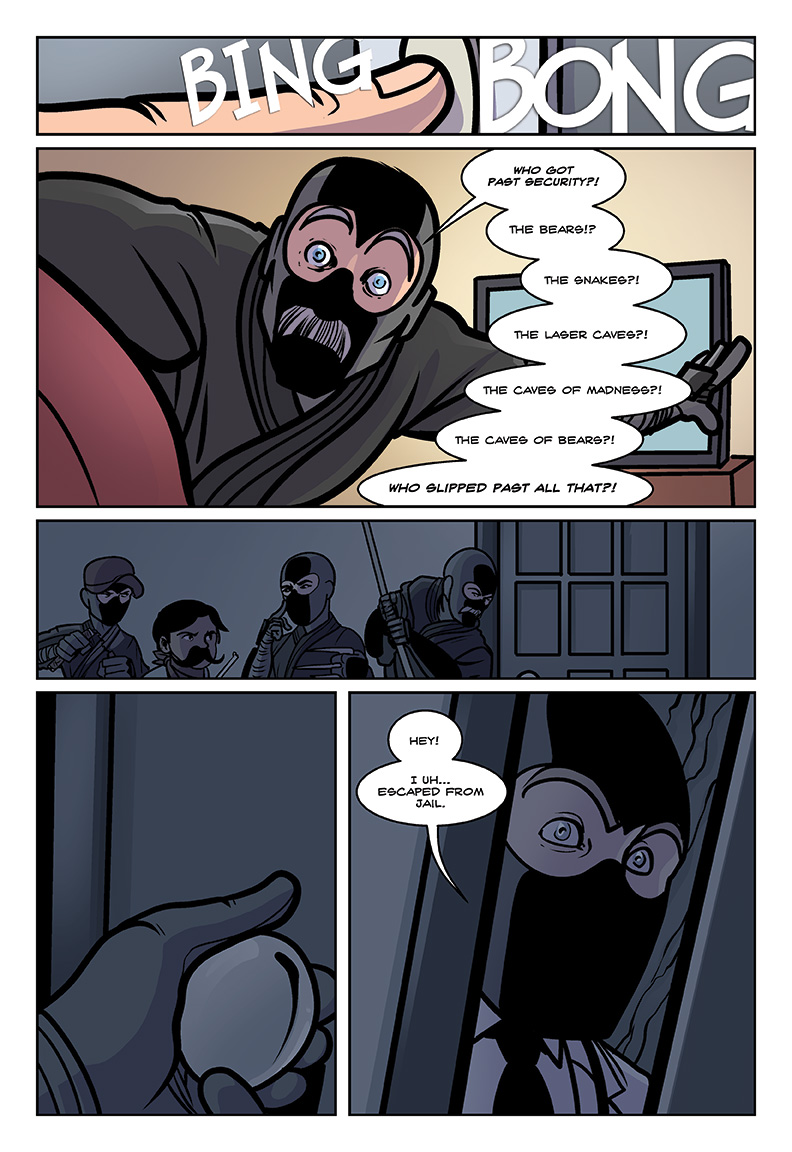 BING
BONG
WHO GOT
PAST SECURITY?!
THE BEARS!?
THE SNAKES?!
THE LASER CAVES?!
THE CAVES OF MADNESS?!
THE CAVES OF BEARS?!
WHO SLIPPED PAST ALL THAT?!
HEY!
I UH...
ESCAPED FROM
JAIL.